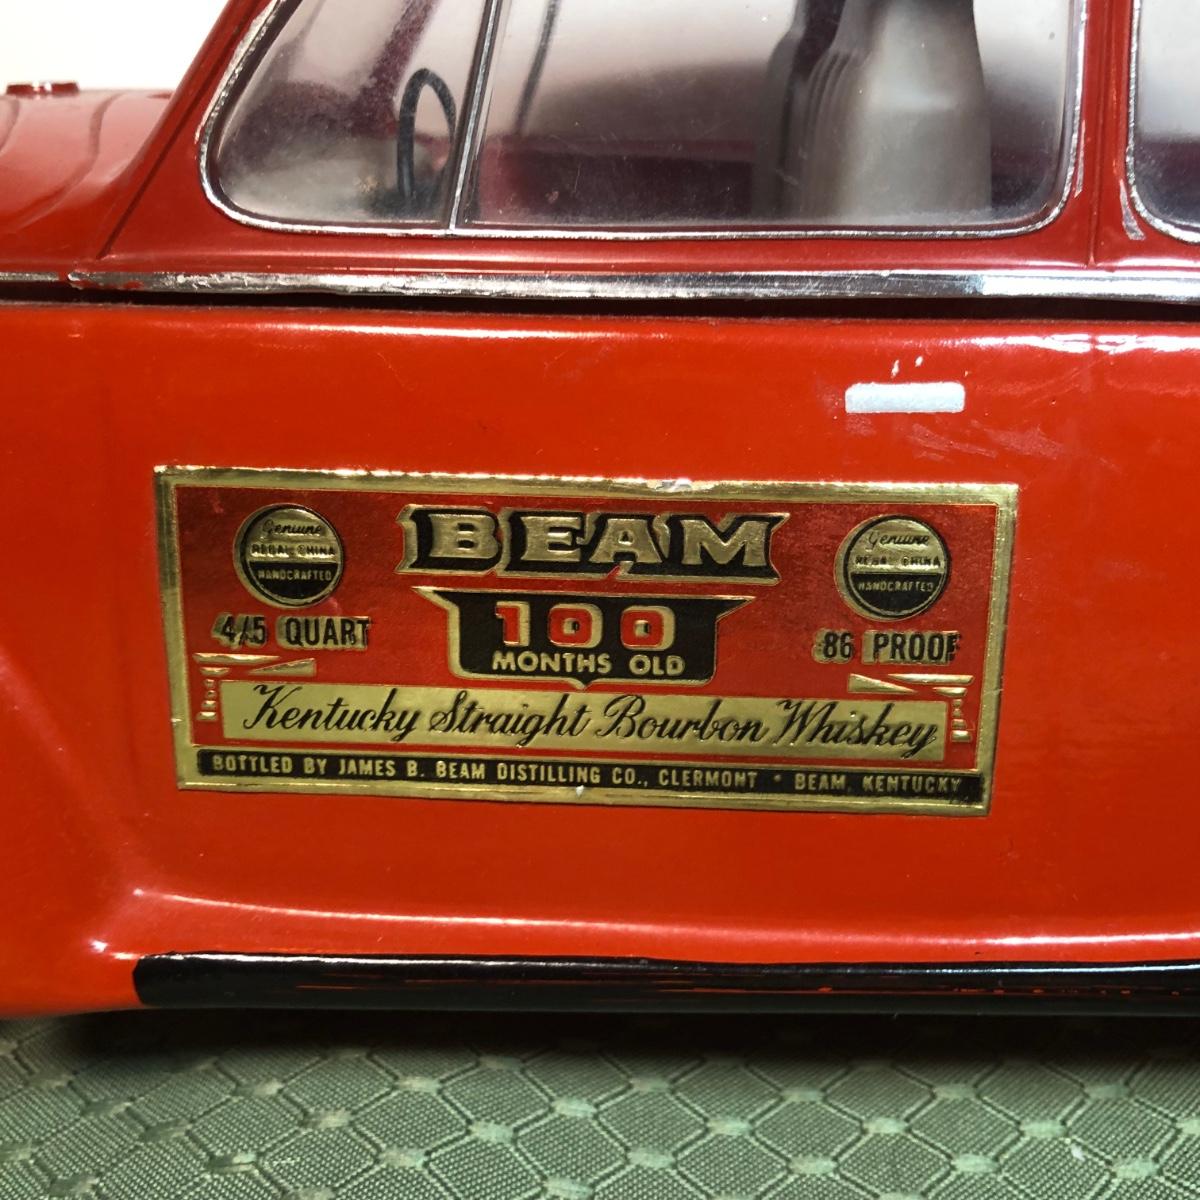 BEAM
Genuine
REGAL CHINA
HANDCRAFTED
Genuine
REGAL CHINA
HANDCRAFTED
4/5 QUART
100
MONTHS OLD
86 PROOF
Kentucky Straight Bourbon Whiskey
BOTTLED BY JAMES B. BEAM DISTILLING CO., CLERMONT * BEAM, KENTUCKY